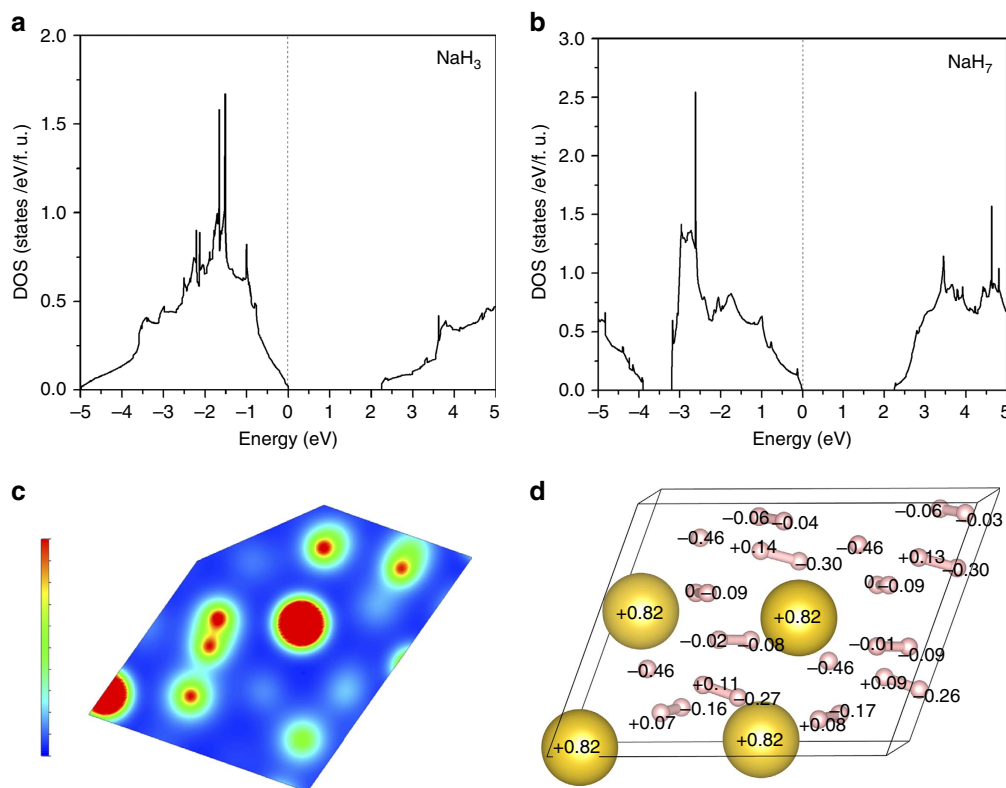 a
2.0
NaH3
1.5
1.0
0.5
0.0
DOS (states /eV/f. u.)
−5 −4 −3 −2 −1 0 1 2 3 4 5
Energy (eV)
b
3.0
NaH7
2.5
2.0
1.5
1.0
0.5
0.0
DOS (states /eV/f. u.)
−5 −4 −3 −2 −1 0 1 2 3 4 5
Energy (eV)
c
d
−0.06 −0.04 −0.06 −0.03
−0.46 −0.46
+0.14 −0.30 +0.13 −0.30
0 −0.09 0 −0.09
+0.82 +0.82
−0.02 −0.08 −0.01 −0.09
−0.46 −0.46
+0.11 −0.27 +0.09 −0.26
+0.07 −0.16 +0.08 −0.17
+0.82 +0.82